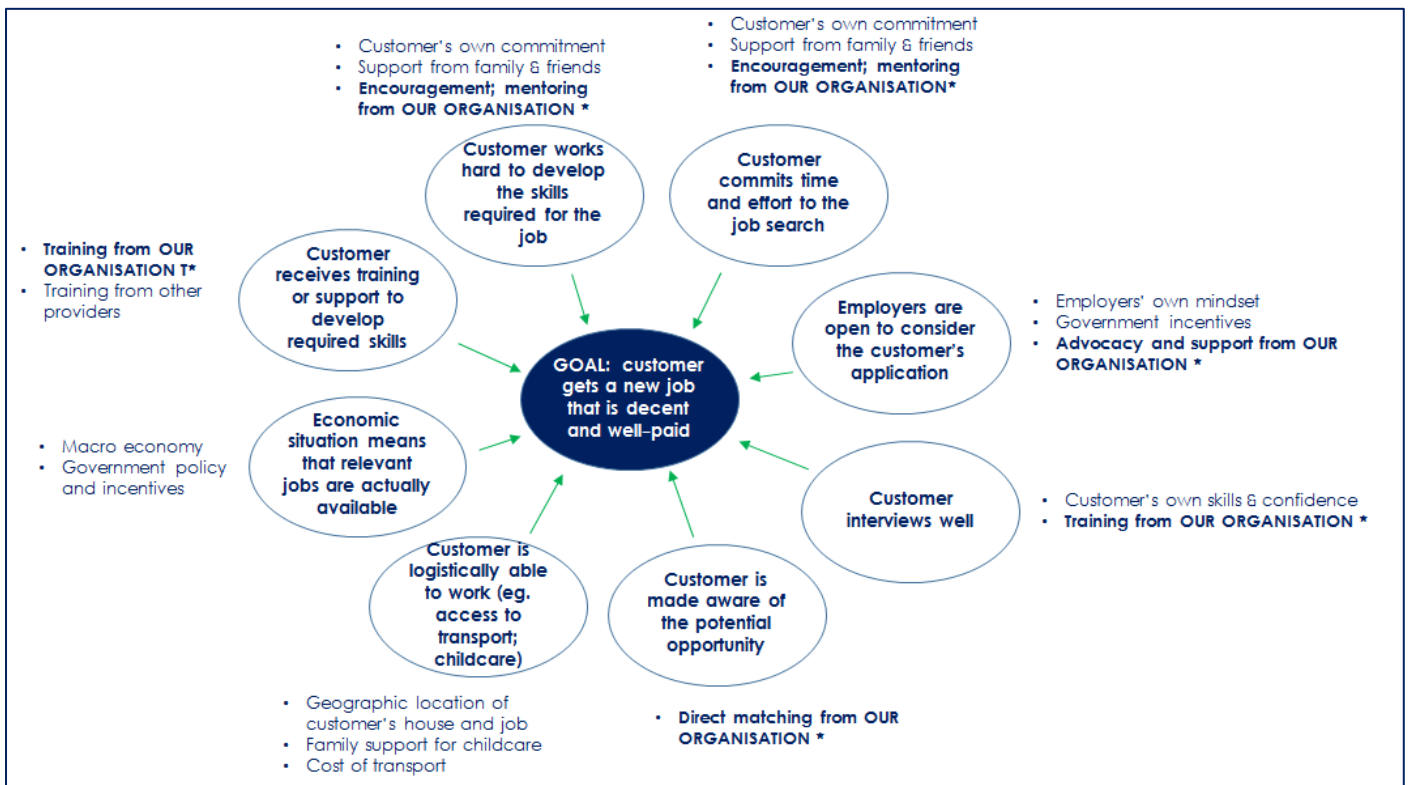 • Customer's own commitment
• Support from family & friends
• Encouragement; mentoring
from OUR ORGANISATION *
• Customer's own commitment
• Support from family & friends
• Encouragement; mentoring
from OUR ORGANISATION*
Customer works
hard to develop
the skills
required for the
job
Customer
commits time
and effort to the
job search
• Training from OUR
ORGANISATION T*
• Training from other
providers
Customer
receives training
or support to
develop
required skills
Employers are
open to consider
the customer's
application
• Employers' own mindset
• Government incentives
• Advocacy and support from OUR
ORGANISATION *
GOAL: customer
gets a new job
that is decent
and well-paid
• Macro economy
• Government policy
and incentives
Economic
situation means
that relevant
jobs are actually
available
Customer
interviews well
• Customer's own skills & confidence
• Training from OUR ORGANISATION *
Customer is
logistically able
to work (eg.
access to
transport;
childcare)
Customer is
made aware of
the potential
opportunity
• Geographic location of
customer's house and job
• Family support for childcare
• Cost of transport
• Direct matching from OUR
ORGANISATION *